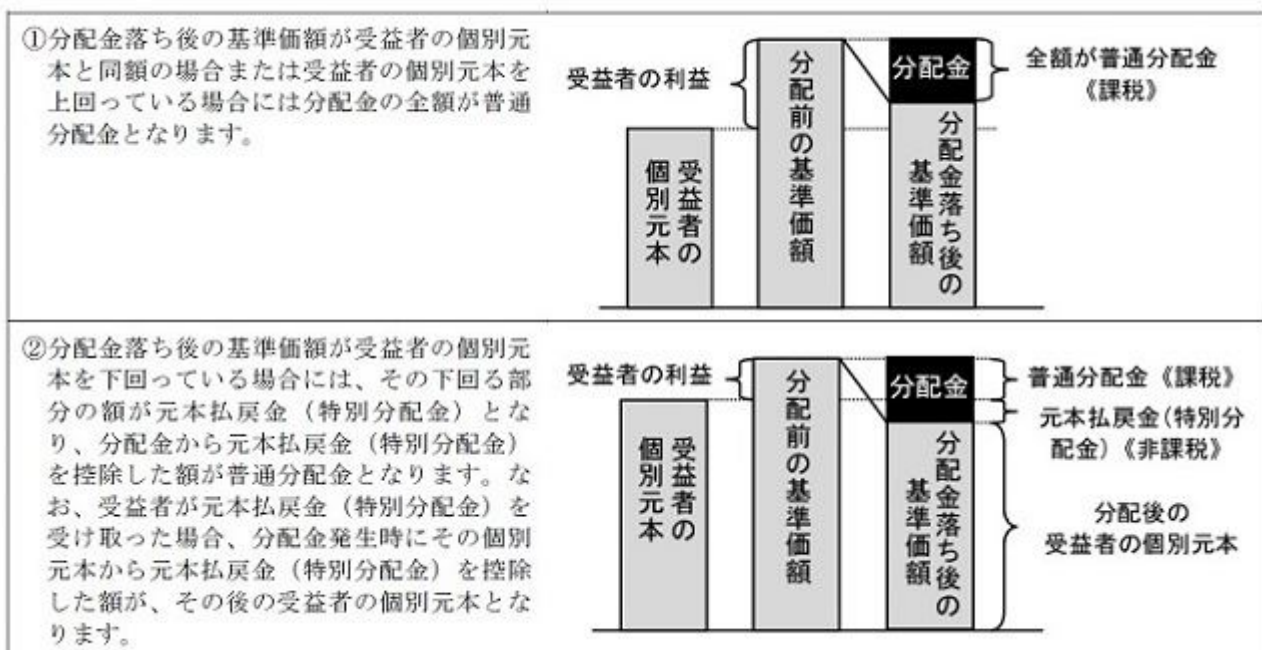 ①分配金落ち後の基準価額が受益者の個別元
本と同額の場合または受益者の個別元本を
上回っている場合には分配金の全額が普通
分配金となります。
受益者の利益
受益者の
個別元本
分配前の基準価額
分配金
分配金落ち後の
基準価額
全額が普通分配金
《課税》
②分配金落ち後の基準価額が受益者の個別元
本を下回っている場合には、その下回る部
分の額が元本払戻金（特別分配金）とな
り、分配金から元本払戻金（特別分配金）
を控除した額が普通分配金となります。な
お、受益者が元本払戻金（特別分配金）を
受け取った場合、分配金発生時にその個別
元本から元本払戻金（特別分配金）を控除
した額が、その後の受益者の個別元本とな
ります。
受益者の利益
受益者の
個別元本
分配前の基準価額
分配金
分配金落ち後の
基準価額
普通分配金《課税》
元本払戻金（特別分
配金）《非課税》
分配後の
受益者の個別元本